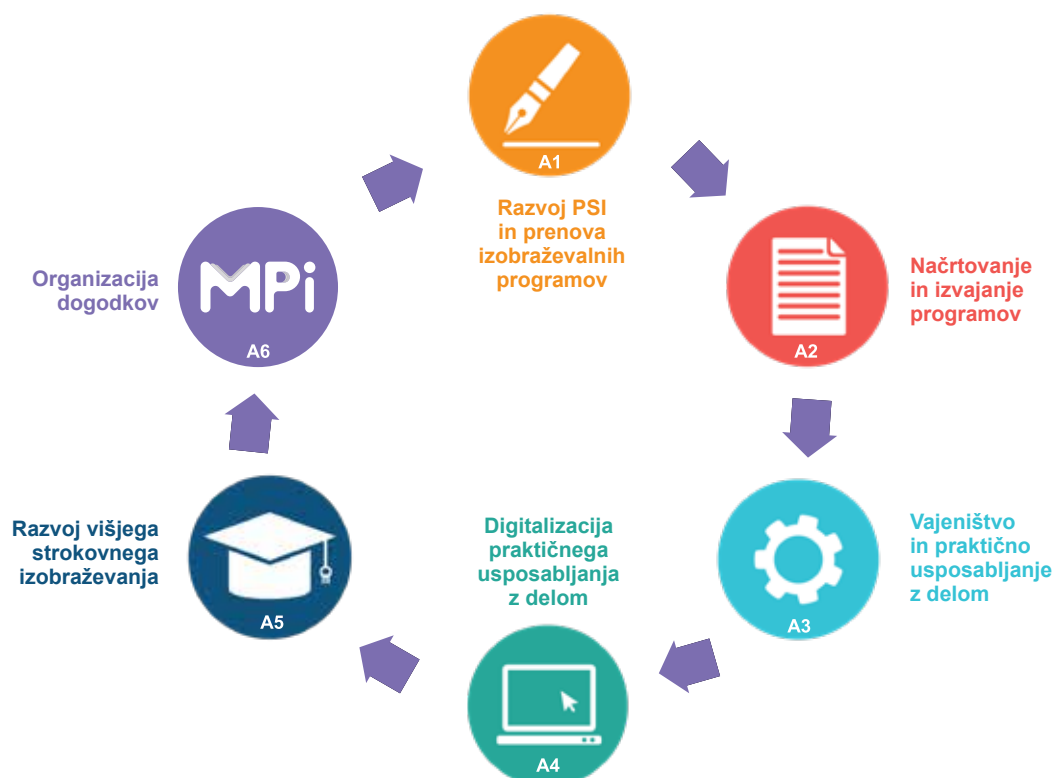 A1
Razvoj PSI
in prenova
izobraževalnih
programov
A2
Načrtovanje
in izvajanje
programov
A3
Vajeništvo
in praktično
usposabljanje
z delom
Digitalizacija
praktičnega
usposabljanja
z delom
A4
Razvoj višjega
strokovnega
izobraževanja
A5
Organizacija
dogodkov
MPi
A6